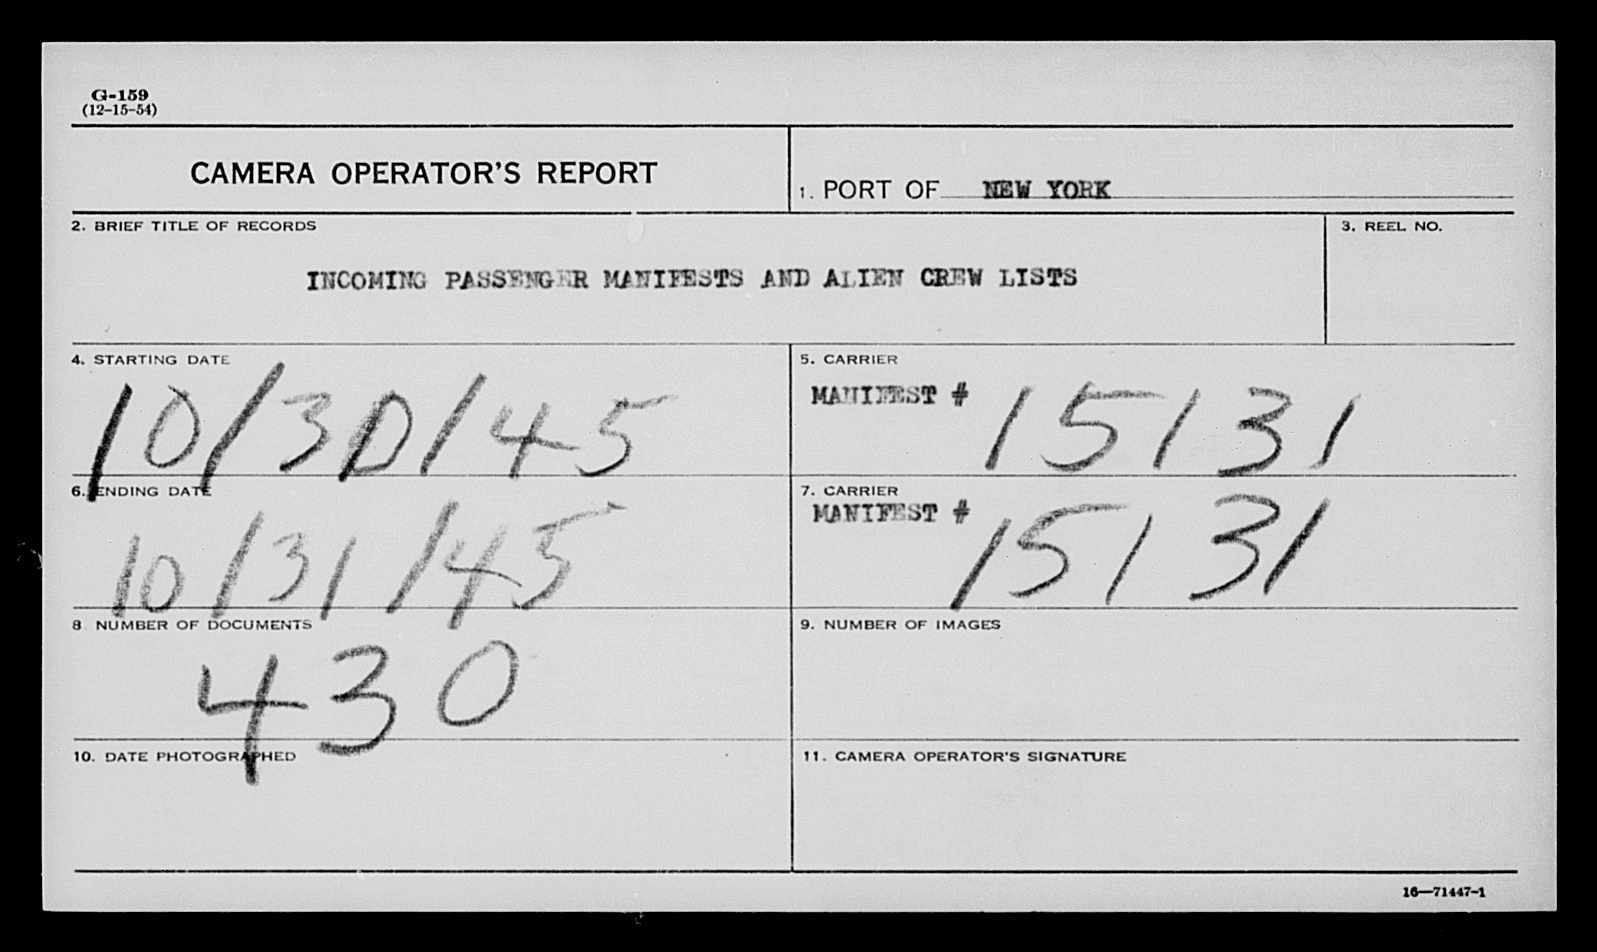 G-159
(12-15-54)
CAMERA OPERATOR'S REPORT
1. PORT OF NEW YORK
2. BRIEF TITLE OF RECORDS
3. REEL NO.
INCOMING PASSENGER MANIFESTS AND ALIEN CREW LISTS
4. STARTING DATE
10/30/45
5. CARRIER
MANIFEST # 15131
6. ENDING DATE
10/31/45
7. CARRIER
MANIFEST # 15131
8 NUMBER OF DOCUMENTS
430
9. NUMBER OF IMAGES
10. DATE PHOTOGRAPHED
11. CAMERA OPERATOR'S SIGNATURE
16—71447-1